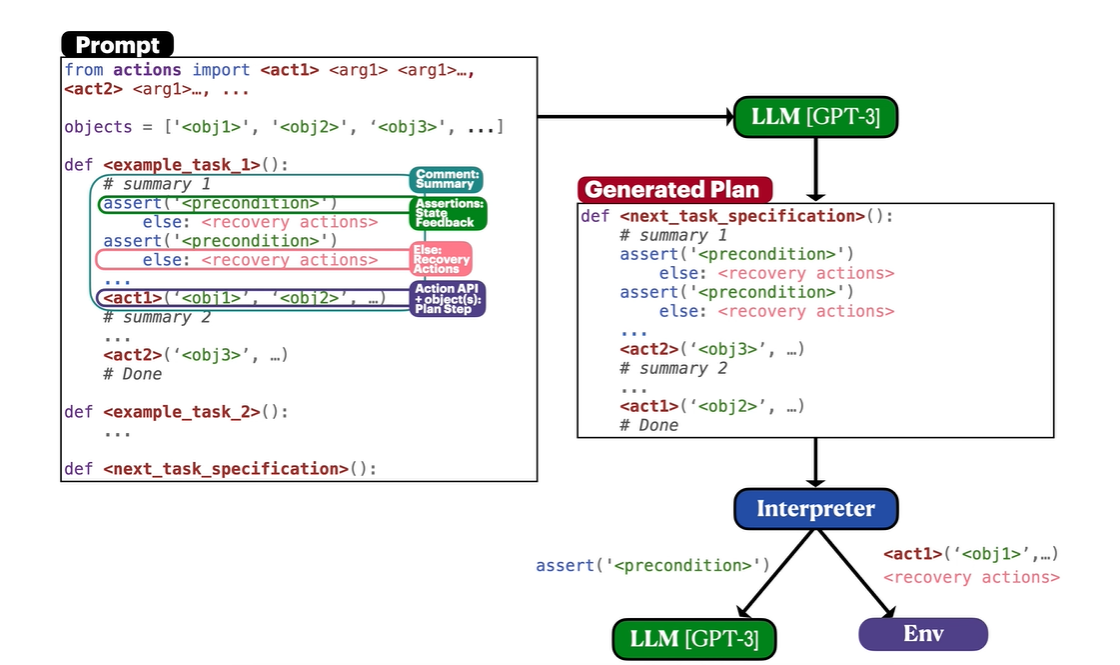 Prompt
from actions import <act1> <arg1> <arg1>…,
<act2> <arg1>…, ...
objects = ['<obj1>', '<obj2>', ‘<obj3>', ...]
def <example_task_1>():
# summary 1
assert('<precondition>')
else: <recovery actions>
assert('<precondition>')
else: <recovery actions>
...
<act1>(‘<obj1>’, ‘<obj2>’, …)
# summary 2
...
<act2>(‘<obj3>’, …)
# Done
def <example_task_2>():
...
def <next_task_specification>():
Comment:
Summary
Assertions:
State
Feedback
Else:
Recovery
Actions
Action API
+ object(s):
Plan Step
LLM [GPT-3]
Generated Plan
def <next_task_specification>():
# summary 1
assert('<precondition>')
else: <recovery actions>
assert('<precondition>')
else: <recovery actions>
...
<act2>(‘<obj3>’, …)
# summary 2
...
<act1>(‘<obj2>’, …)
# Done
Interpreter
assert('<precondition>')
<act1>(‘<obj1>’,…)
<recovery actions>
LLM [GPT-3]
Env